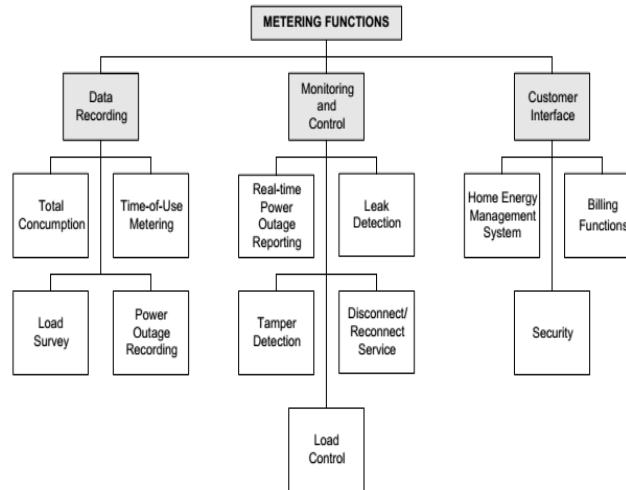 METERING FUNCTIONS
Data
Recording
Monitoring
and
Control
Customer
Interface
Total
Concumption
Time-of-Use
Metering
Real-time
Power
Outage
Reporting
Leak
Detection
Home Energy
Management
System
Billing
Functions
Load
Survey
Power
Outage
Recording
Tamper
Detection
Disconnect/
Reconnect
Service
Security
Load
Control